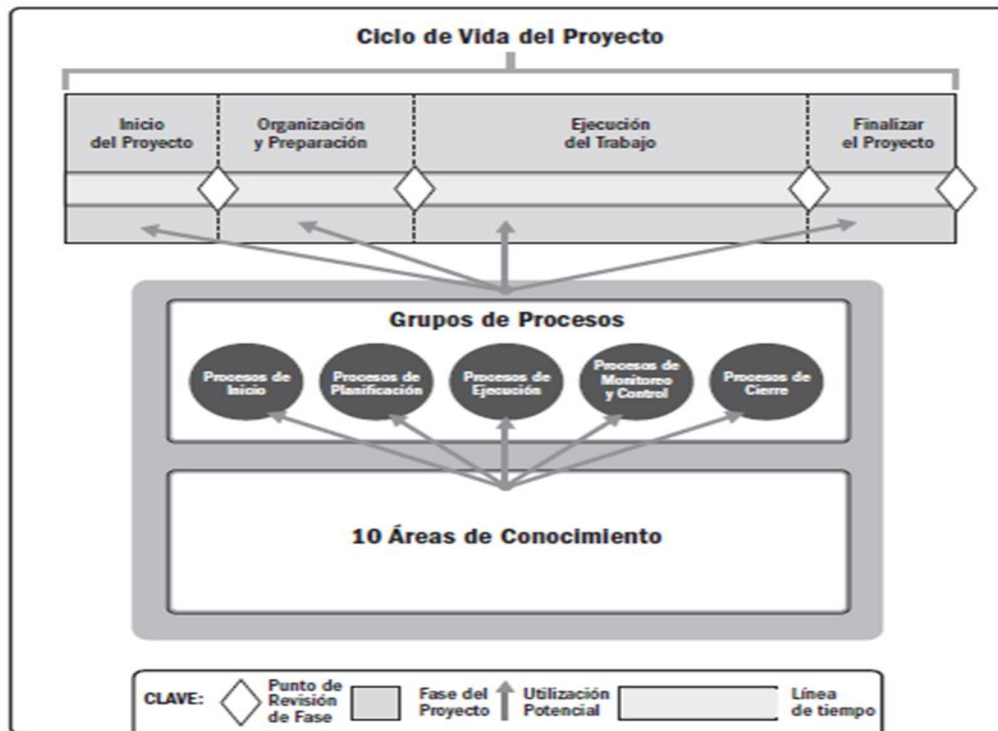 Ciclo de Vida del Proyecto
Inicio
del Proyecto
Organización
y Preparación
Ejecución
del Trabajo
Finalizar
el Proyecto
Grupos de Procesos
Procesos de
Inicio
Procesos de
Planificación
Procesos de
Ejecución
Procesos de
Monitoreo
y Control
Procesos de
Cierre
10 Áreas de Conocimiento
CLAVE:
Punto de
Revisión
de Fase
Fase del
Proyecto
Utilización
Potencial
Línea
de tiempo